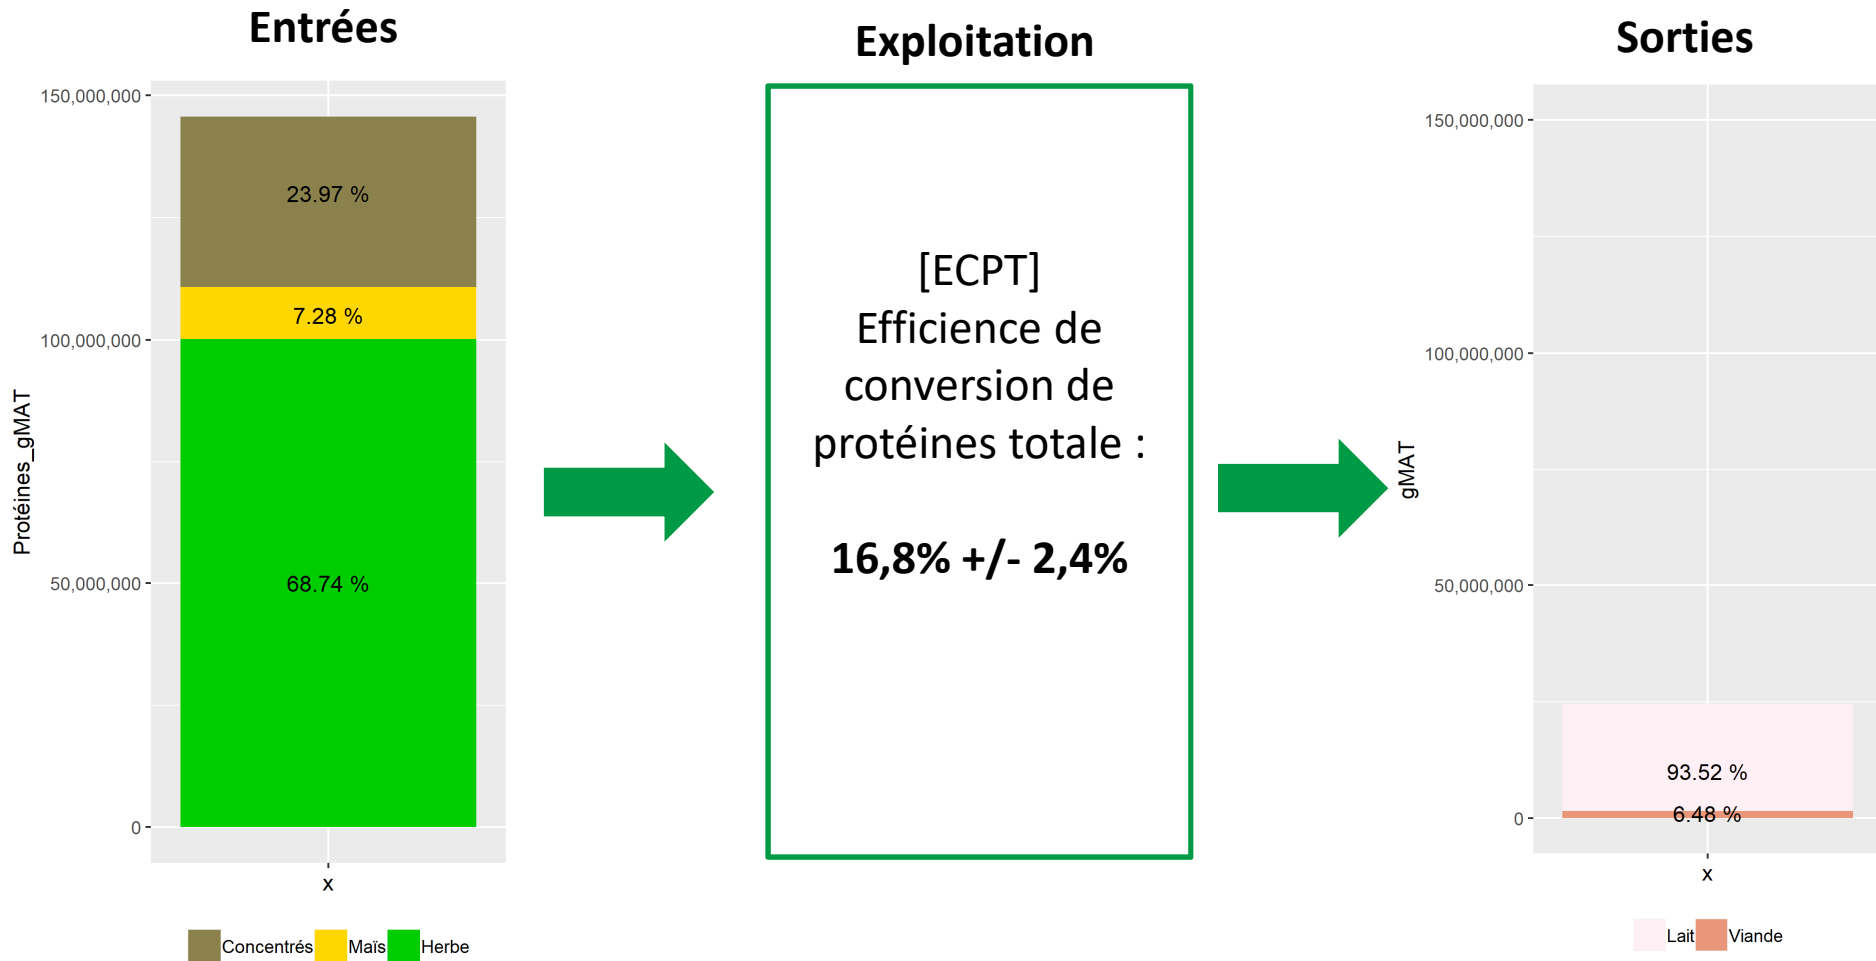 Entrées
150,000,000
100,000,000
50,000,000
0
Protéines_gMAT
23.97 %
7.28 %
68.74 %
x
Concentrés Maïs Herbe
Exploitation
[ECPT]
Efficience de
conversion de
protéines totale :
16,8% +/- 2,4%
Sorties
150,000,000
100,000,000
50,000,000
0
gMAT
93.52 %
6.48 %
x
Lait Viande